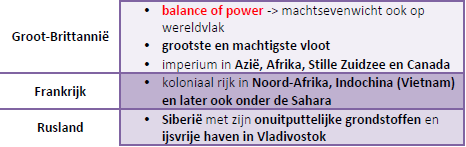 Groot-Brittannië
• balance of power -> machtsevenwicht ook op
wereldvlak
• grootste en machtigste vloot
• imperium in Azië, Afrika, Stille Zuidzee en Canada
Frankrijk
• koloniaal rijk in Noord-Afrika, Indochina (Vietnam)
en later ook onder de Sahara
Rusland
• Siberië met zijn onuitputtelijke grondstoffen en
ijsvrije haven in Vladivostok